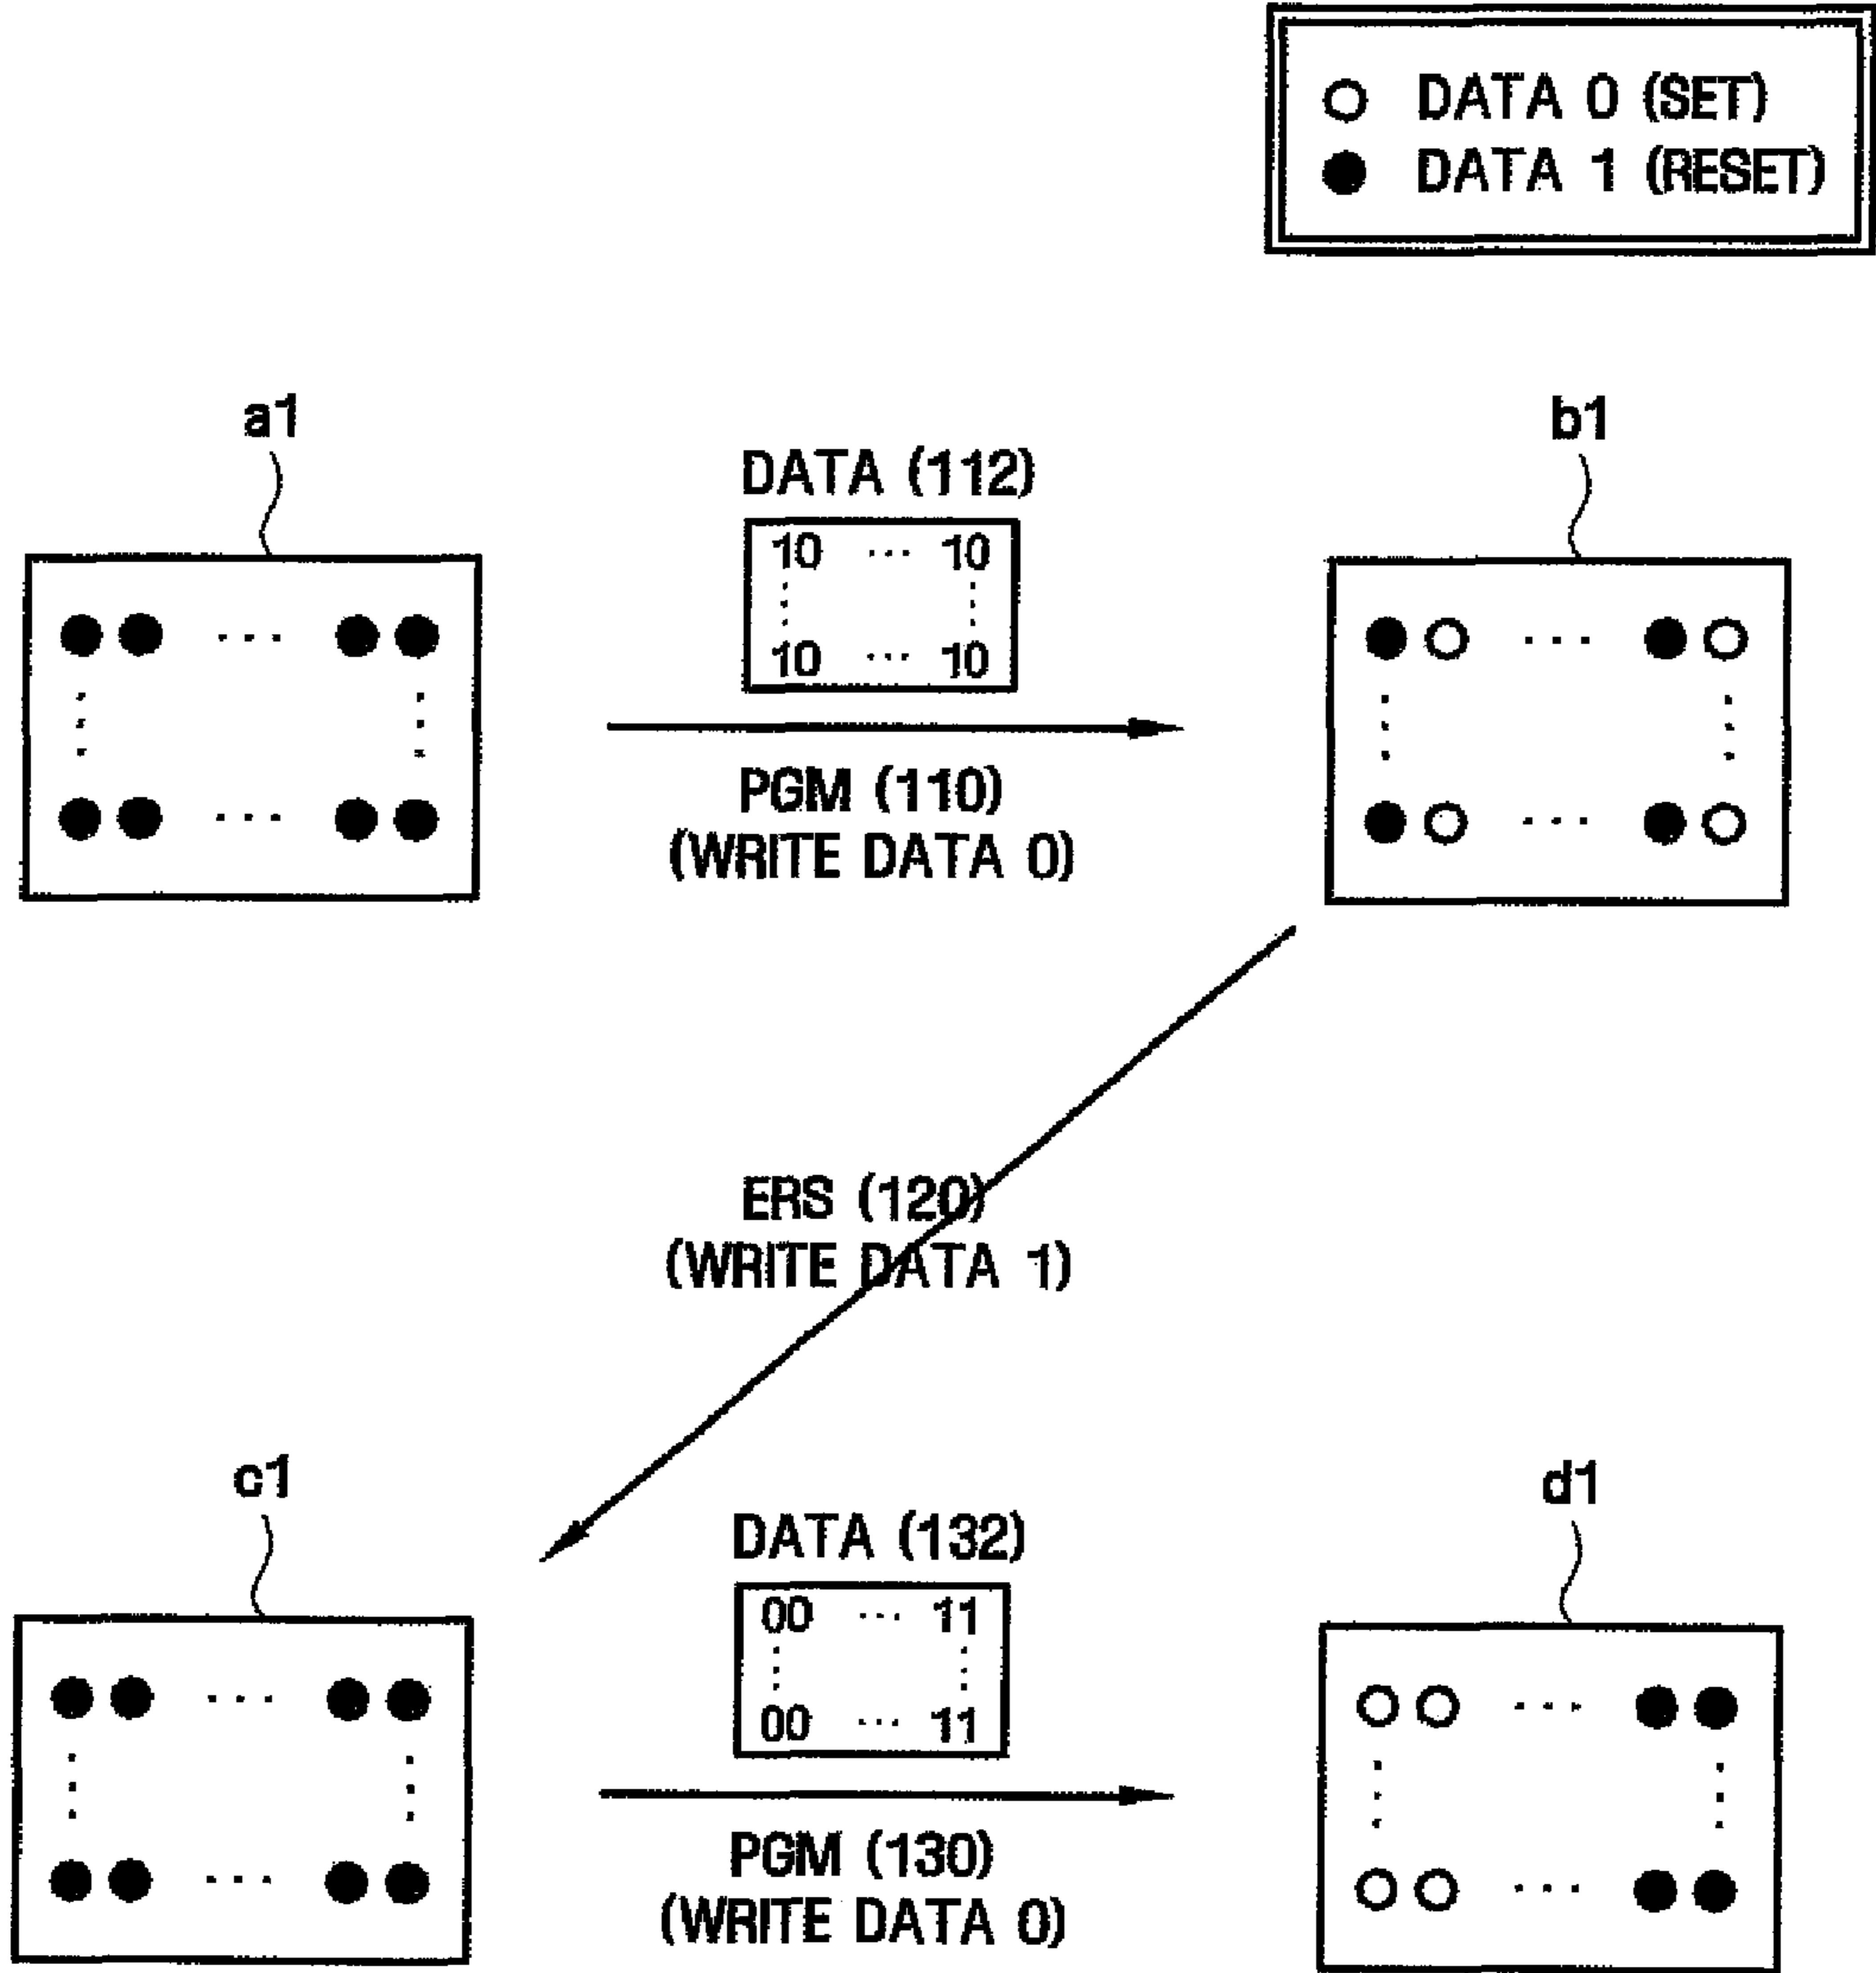 DATA 0 (SET)
DATA 1 (RESET)
a1
DATA (112)
10 ... 10
10 ... 10
PGM (110)
(WRITE DATA 0)
b1
ERS (120)
(WRITE DATA 1)
c1
DATA (132)
00 ... 11
00 ... 11
PGM (130)
(WRITE DATA 0)
d1